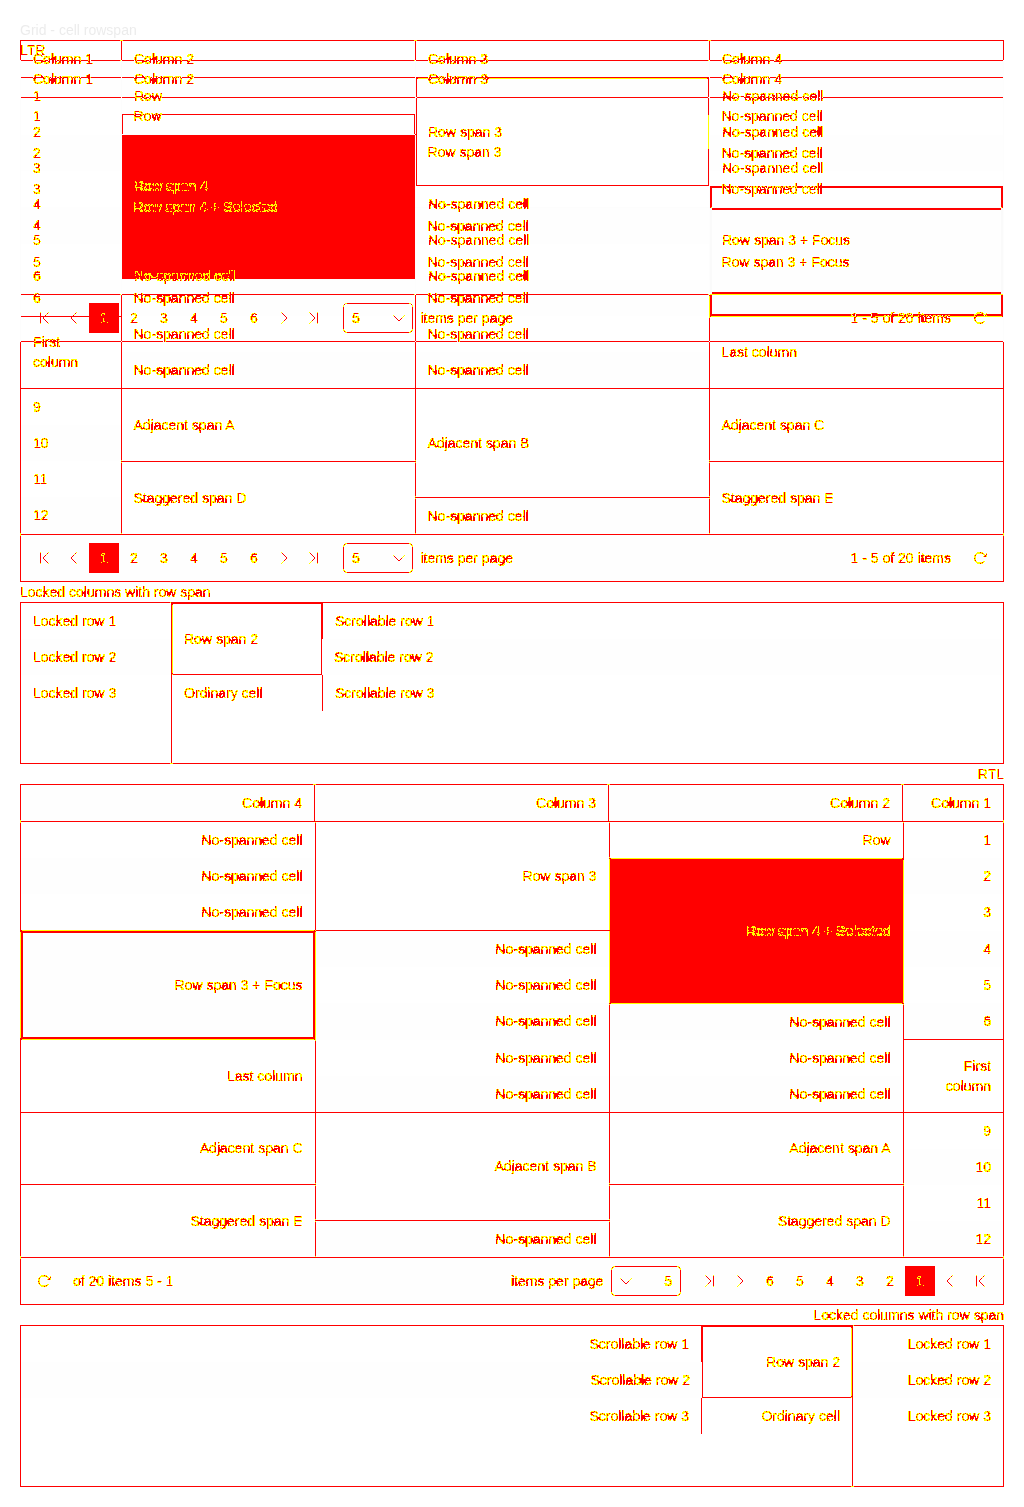 Grid - cell rowspan
LTR
Column 1 Column 2 Column 3 Column 4
Column 1 Column 2 Column 3 Column 4
1 Row No-spanned cell
1 Row No-spanned cell
2 Row span 3 No-spanned cell
2 Row span 3 No-spanned cell
3 No-spanned cell
3 Row span 4 No-spanned cell
4 Row span 4 + Selected No-spanned cell
4 No-spanned cell
5 No-spanned cell Row span 3 + Focus
5 No-spanned cell Row span 3 + Focus
6 No-spanned cell No-spanned cell
6 No-spanned cell No-spanned cell
1 2 3 4 5 6 5 items per page 1 - 5 of 20 items
No-spanned cell No-spanned cell
First
column Last column
No-spanned cell No-spanned cell
9
Adjacent span A Adjacent span C
10 Adjacent span B
11
Staggered span D Staggered span E
12 No-spanned cell
1 2 3 4 5 6 5 items per page 1 - 5 of 20 items
Locked columns with row span
Locked row 1 Scrollable row 1
Row span 2
Locked row 2 Scrollable row 2
Locked row 3 Ordinary cell Scrollable row 3
RTL
Column 4 Column 3 Column 2 Column 1
No-spanned cell Row 1
No-spanned cell Row span 3 2
No-spanned cell 3
Row span 4 + Selected
No-spanned cell 4
Row span 3 + Focus No-spanned cell 5
No-spanned cell No-spanned cell 6
No-spanned cell No-spanned cell First
Last column column
No-spanned cell No-spanned cell
9
Adjacent span C Adjacent span A
Adjacent span B 10
11
Staggered span E Staggered span D
No-spanned cell 12
of 20 items 5 - 1 items per page 5 6 5 4 3 2 1
Locked columns with row span
Scrollable row 1 Locked row 1
Row span 2
Scrollable row 2 Locked row 2
Scrollable row 3 Ordinary cell Locked row 3